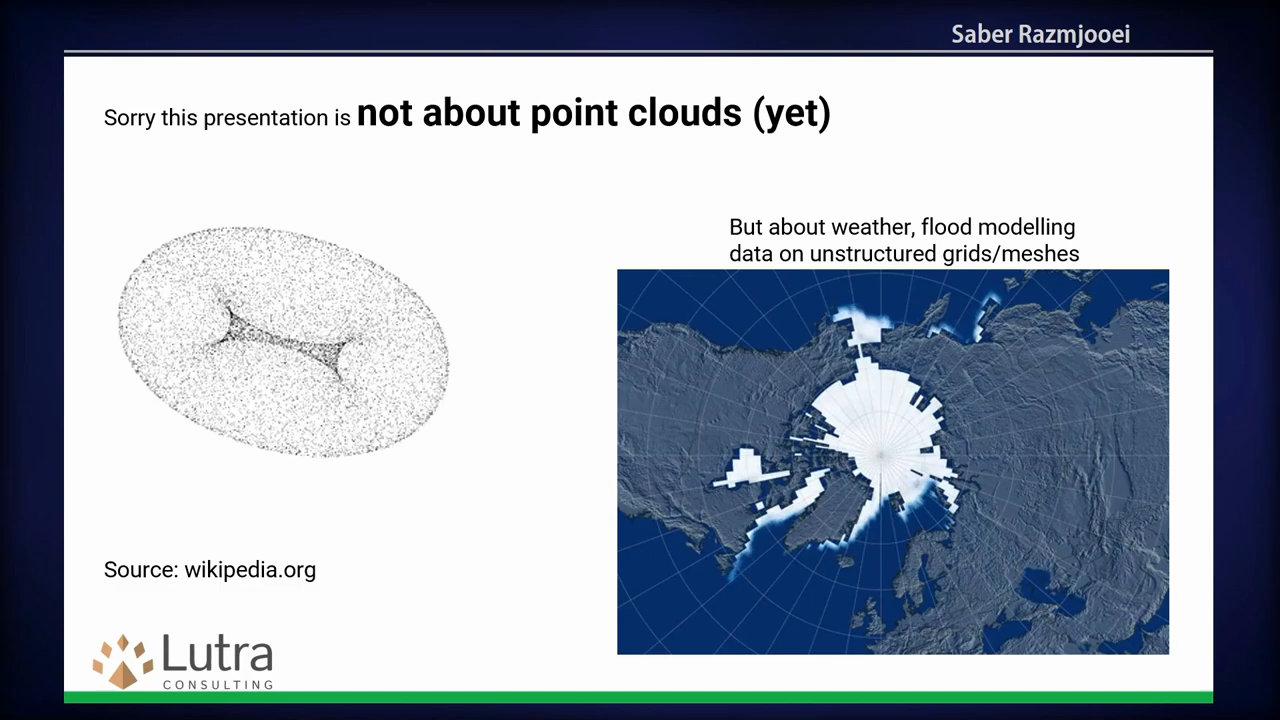 Saber Razmjooei
Sorry this presentation is not about point clouds (yet)
But about weather, flood modelling
data on unstructured grids/meshes
Source: wikipedia.org
Lutra
CONSULTING